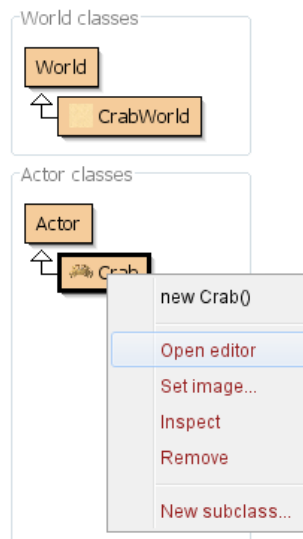 World classes
World
CrabWorld
Actor classes
Actor
Crab
new Crab()
Open editor
Set image...
Inspect
Remove
New subclass...